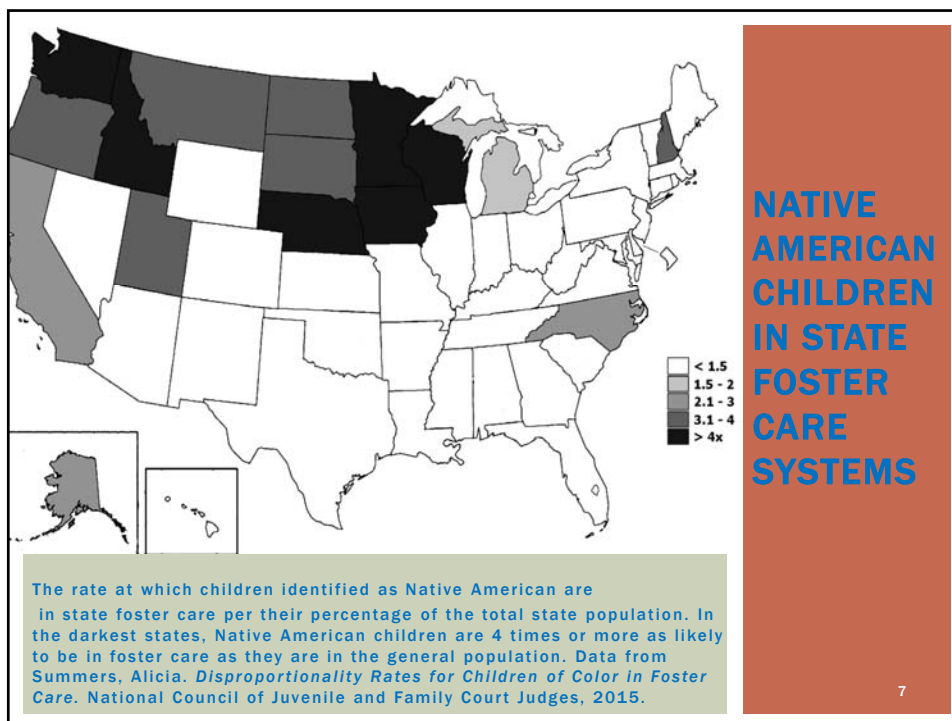 NATIVE
AMERICAN
CHILDREN
IN STATE
FOSTER
CARE
SYSTEMS
< 1.5
1.5 - 2
2.1 - 3
3.1 - 4
> 4x
The rate at which children identified as Native American are
in state foster care per their percentage of the total state population. In
the darkest states, Native American children are 4 times or more as likely
to be in foster care as they are in the general population. Data from
Summers, Alicia. Disproportionality Rates for Children of Color in Foster
Care. National Council of Juvenile and Family Court Judges, 2015.
7